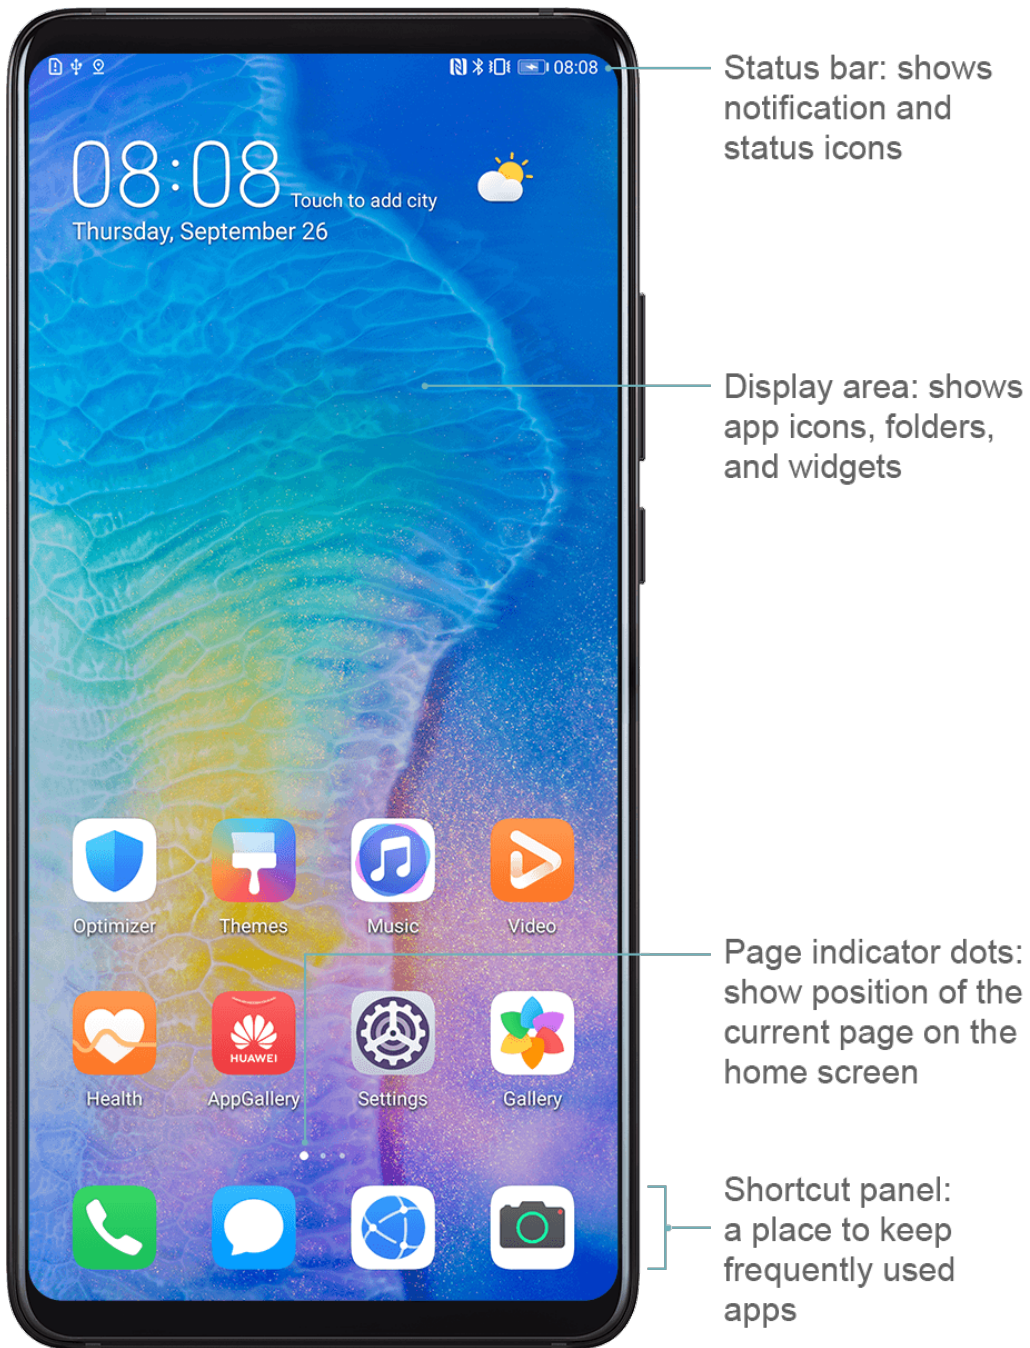 08:08
Status bar: shows
notification and
status icons
08:08
Touch to add city
Thursday, September 26
Display area: shows
app icons, folders,
and widgets
Optimizer
Themes
Music
Video
Page indicator dots:
show position of the
current page on the
home screen
HUAWEI
Health
AppGallery
Settings
Gallery
Shortcut panel:
a place to keep
frequently used
apps